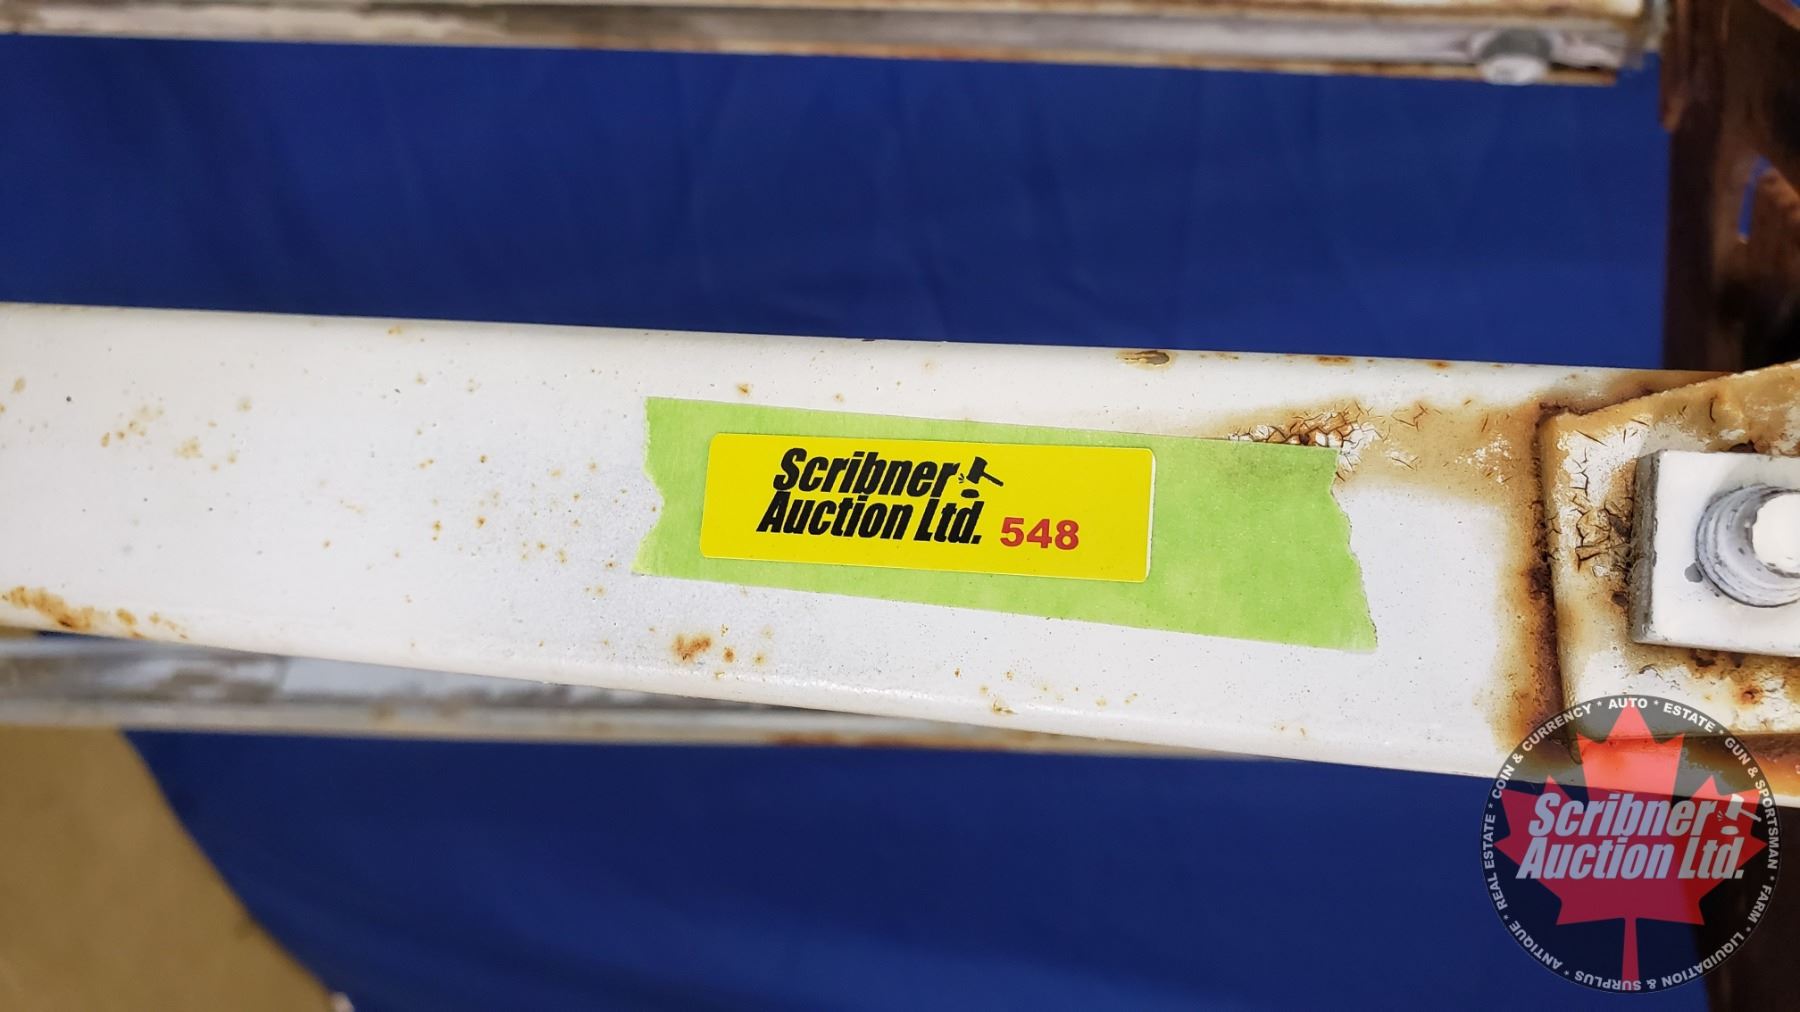 Scribner
Auction Ltd. 548
COIN & CURRENCY * AUTO * ESTATE * GUN & SPORTSMAN * FARM * LIQUIDATION & SURPLUS * ANTIQUE * REAL ESTATE *
Scribner
Auction Ltd.